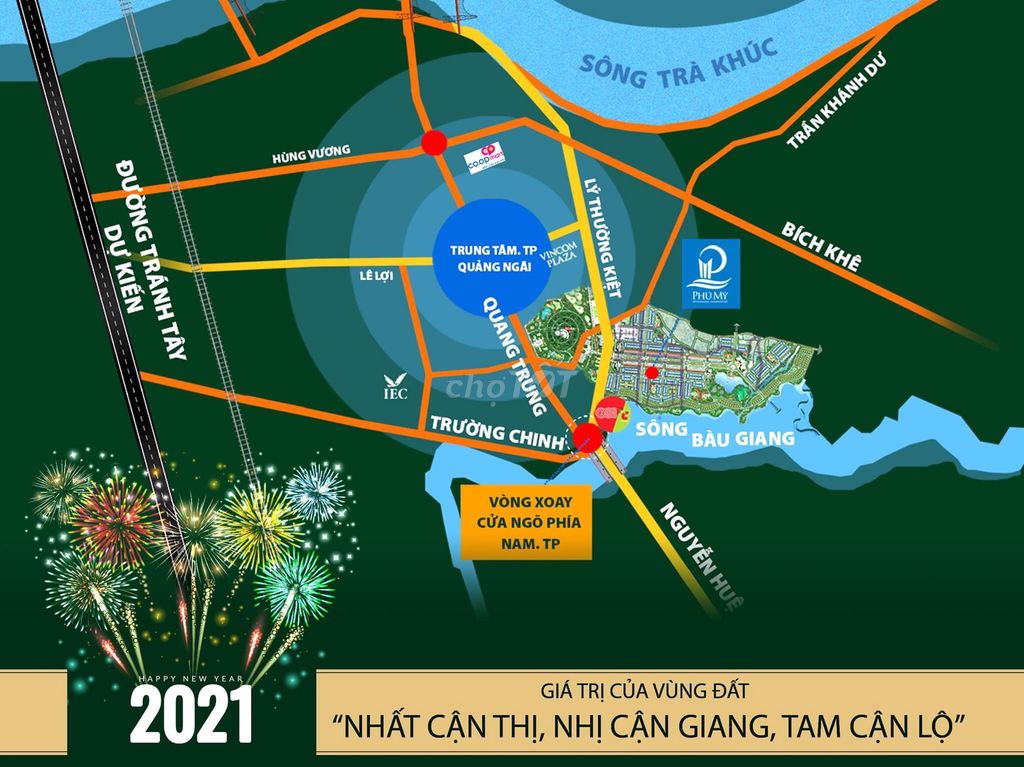 SÔNG TRÀ KHÚC
TRẦN KHÁNH DƯ
HÙNG VƯƠNG
co.opmart
ĐƯỜNG TRÁNH TÂY
DỰ KIẾN
LÝ THƯỜNG KIỆT
BÍCH KHÊ
TRUNG TÂM. TP
QUẢNG NGÃI
VINCOM
PLAZA
LÊ LỢI
PHÚ MỸ
QUANG TRUNG
chợTỐT
IEC
TRƯỜNG CHINH
SÔNG
BÀU GIANG
VÒNG XOAY
CỬA NGÕ PHÍA
NAM. TP
NGUYỄN HUỆ
HAPPY NEW YEAR
2021
GIÁ TRỊ CỦA VÙNG ĐẤT
“NHẤT CẬN THỊ, NHỊ CẬN GIANG, TAM CẬN LỘ”